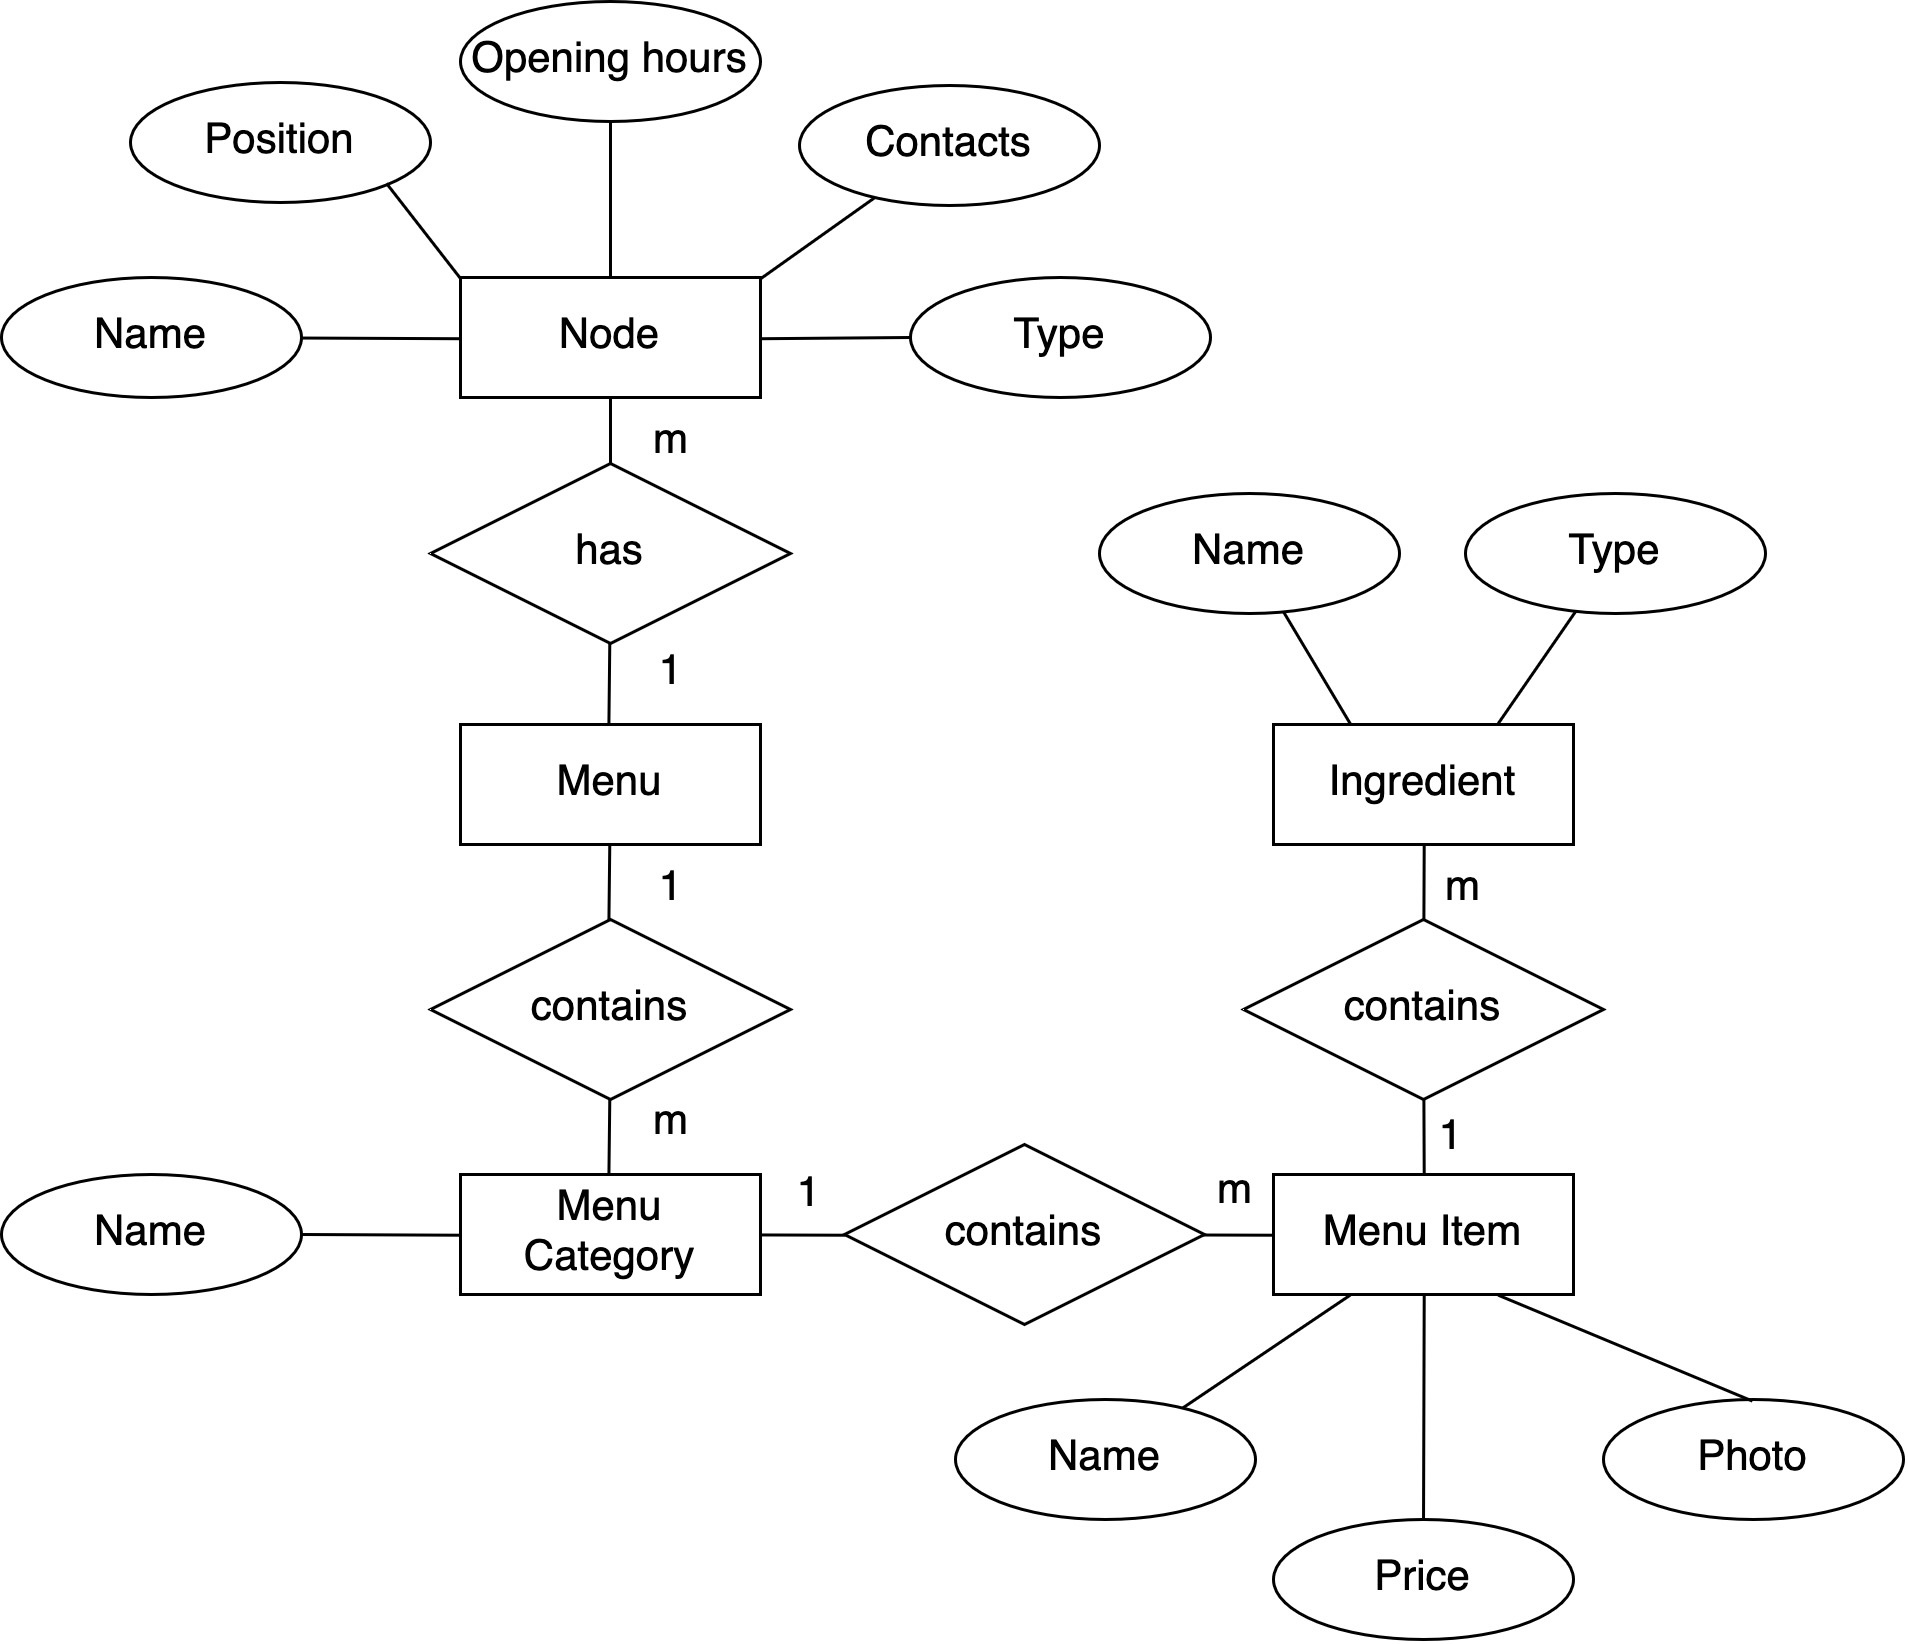 Opening hours
Position
Contacts
Name
Node
Type
m
has
Name
Type
1
Menu
Ingredient
1
m
contains
contains
m
1
Name
Menu
Category
1
contains
m
Menu Item
Name
Photo
Price